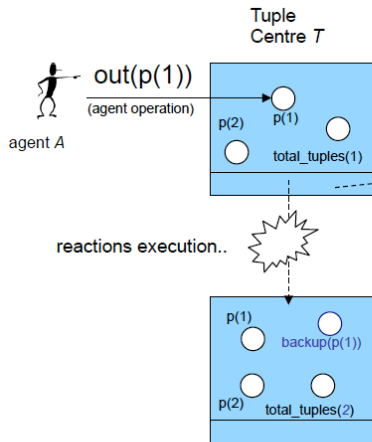 Tuple
Centre T
out(p(1))
(agent operation)
agent A
p(1)
p(2)
total_tuples(1)
reactions execution..
p(1)
backup(p(1))
p(2)
total_tuples(2)